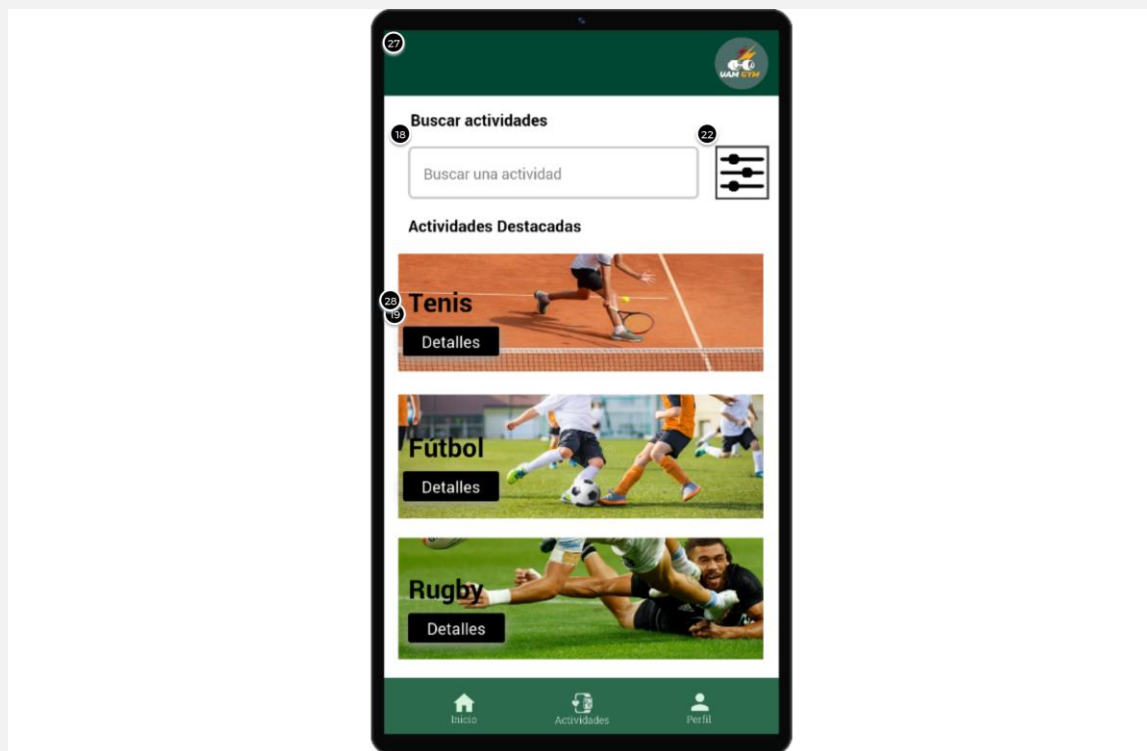 27
UAM GYM
Buscar actividades
18
22
Buscar una actividad
Actividades Destacadas
28
Tenis
19
Detalles
Fútbol
Detalles
Rugby
Detalles
Inicio
Actividades
Perfil